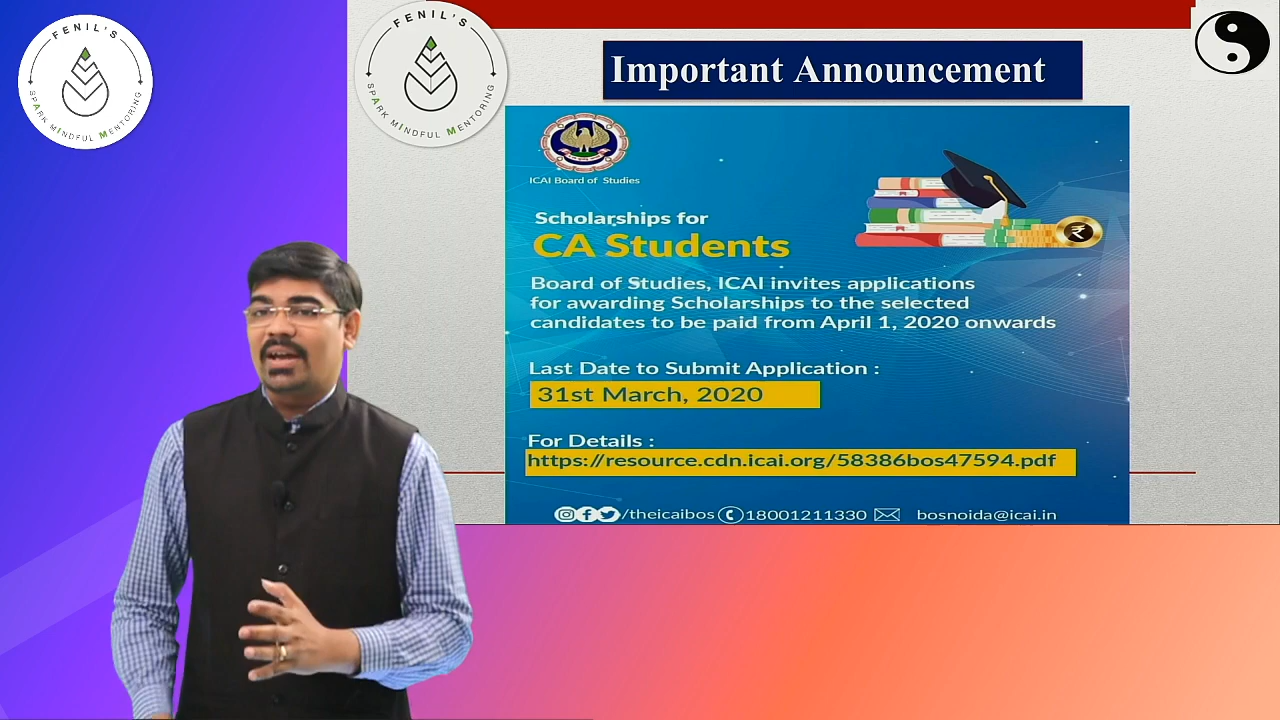 FENIL'S
SPARK MINDFUL MENTORING
FENIL'S
SPARK MINDFUL MENTORING
Important Announcement
ICAI Board of Studies
Scholarships for
CA Students
Board of Studies, ICAI invites applications
for awarding Scholarships to the selected
candidates to be paid from April 1, 2020 onwards
Last Date to Submit Application :
31st March, 2020
For Details :
https://resource.cdn.icai.org/58386bos47594.pdf
/theicaibos 18001211330 bosnoida@icai.in